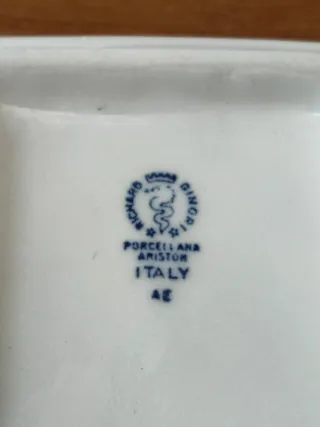 RICHARD GINORI
PORCELLANA
ARISTON
ITALY
AE